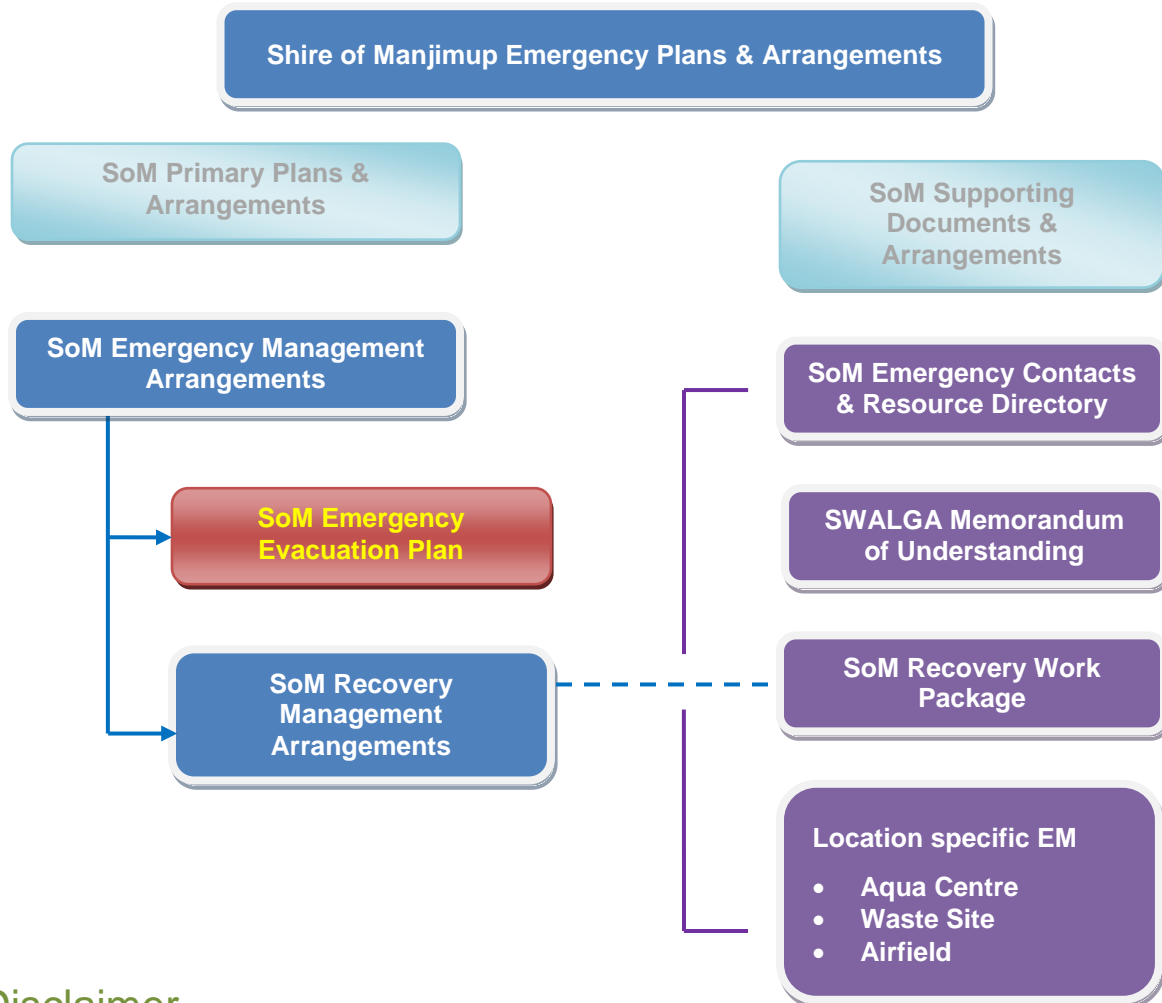 Shire of Manjimup Emergency Plans & Arrangements
SoM Primary Plans &
Arrangements
SoM Supporting
Documents &
Arrangements
SoM Emergency Management
Arrangements
SoM Emergency
Evacuation Plan
SoM Recovery
Management
Arrangements
SoM Emergency Contacts
& Resource Directory
SWALGA Memorandum
of Understanding
SoM Recovery Work
Package
Location specific EM
• Aqua Centre
• Waste Site
• Airfield
Disclaimer